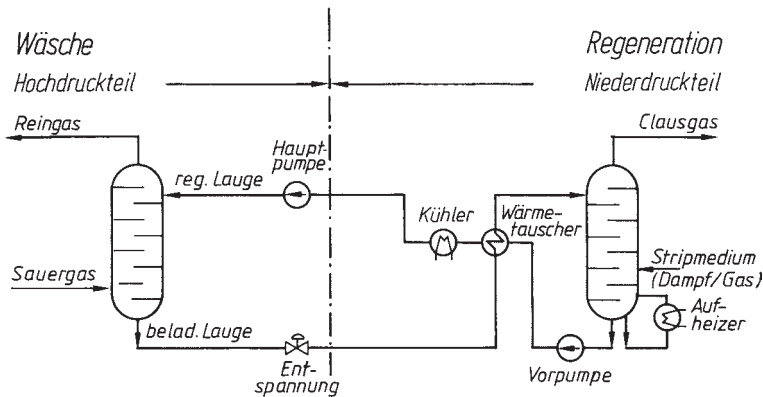 Wäsche
Hochdruckteil
Regeneration
Niederdruckteil
Reingas
Clausgas
Haupt-
pumpe
reg. Lauge
Kühler
Wärme-
tauscher
Sauergas
Stripmedium
(Dampf/Gas)
Auf-
heizer
belad. Lauge
Ent-
spannung
Vorpumpe